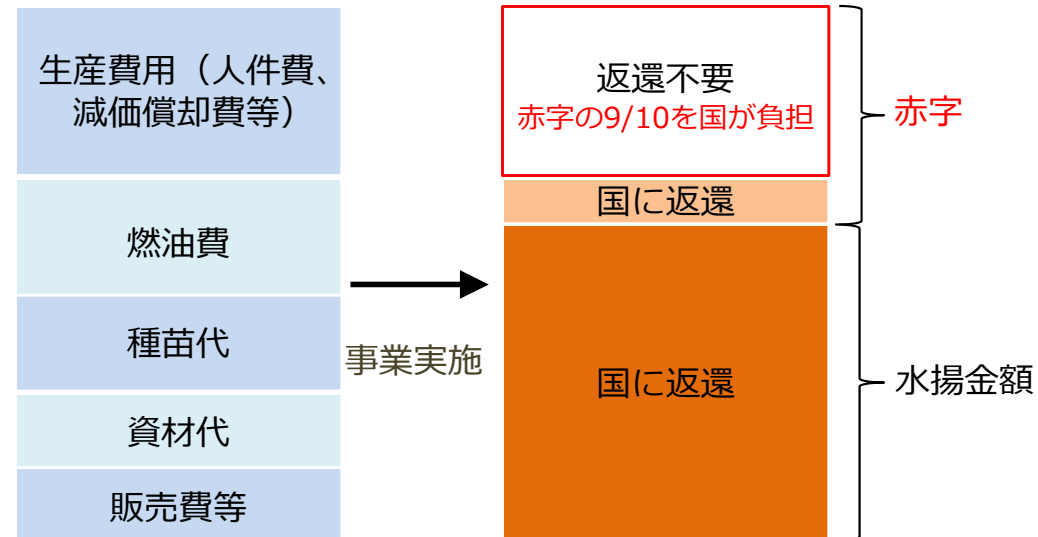 生産費用（人件費、
減価償却費等）
燃油費
種苗代
資材代
販売費等
事業実施
返還不要
赤字の9/10を国が負担
国に返還
国に返還
赤字
水揚金額